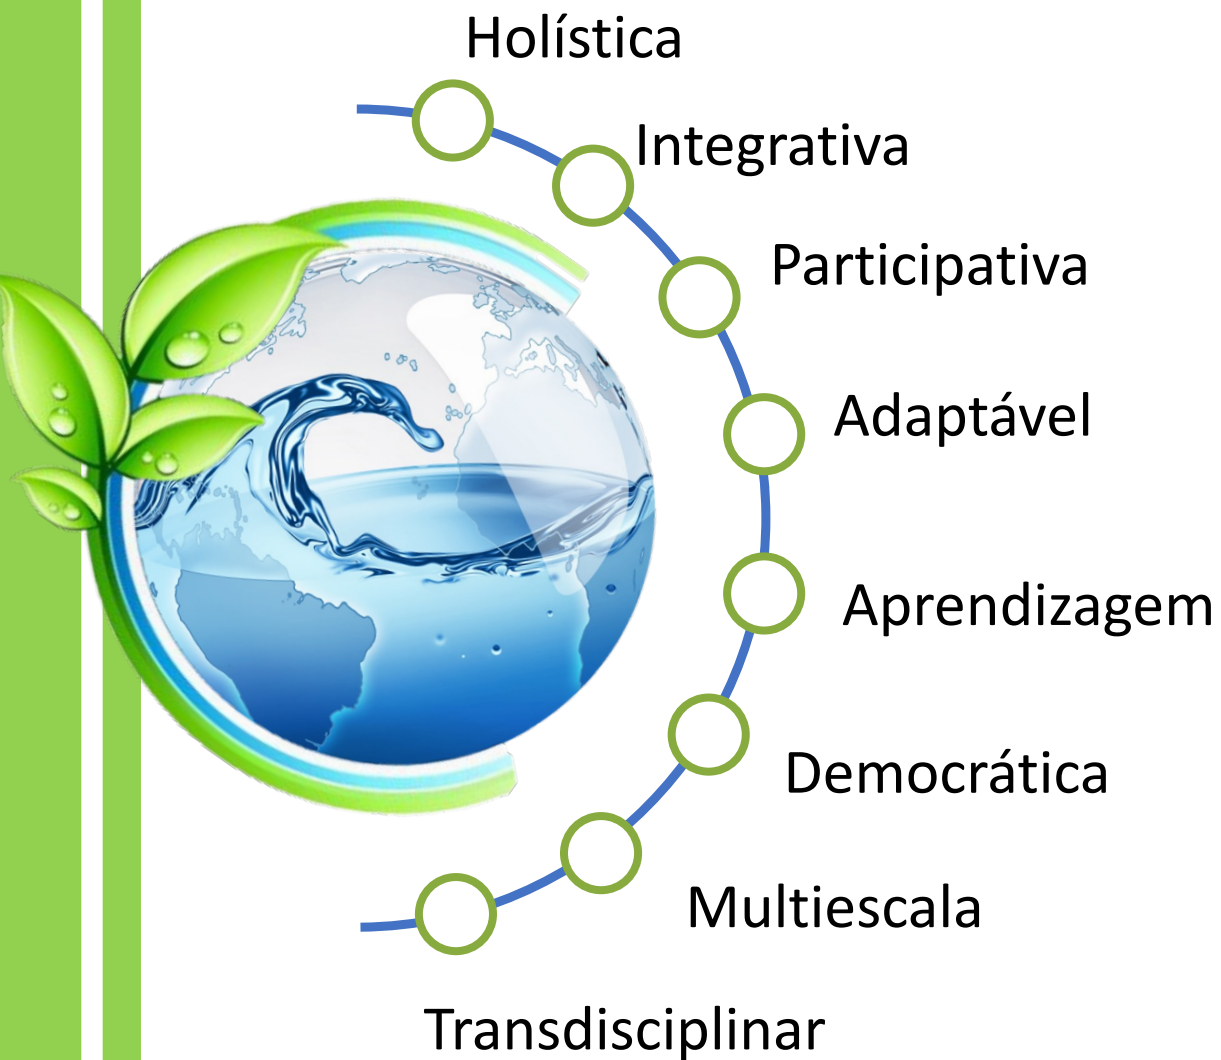 Holística
Integrativa
Participativa
Adaptável
Aprendizagem
Democrática
Multiescala
Transdisciplinar